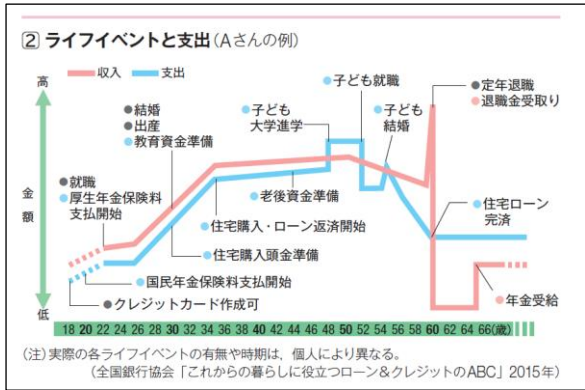 ② ライフイベントと支出(Aさんの例)
高
収入 支出
●結婚
●出産
●教育資金準備
●子ども
大学進学
●子ども就職
●子ども
結婚
●定年退職
●退職金受取り
●就職
●厚生年金保険料
支払開始
金額
●老後資金準備
●住宅購入・ローン返済開始
●住宅購入頭金準備
●住宅ローン
完済
●国民年金保険料支払開始
●クレジットカード作成可
●年金受給
低
18 20 22 24 26 28 30 32 34 36 38 40 42 44 46 48 50 52 54 56 58 60 62 64 66(歳)
(注)実際の各ライフイベントの有無や時期は、個人により異なる。
(全国銀行協会「これからの暮らしに役立つローン&クレジットのABC」2015年)